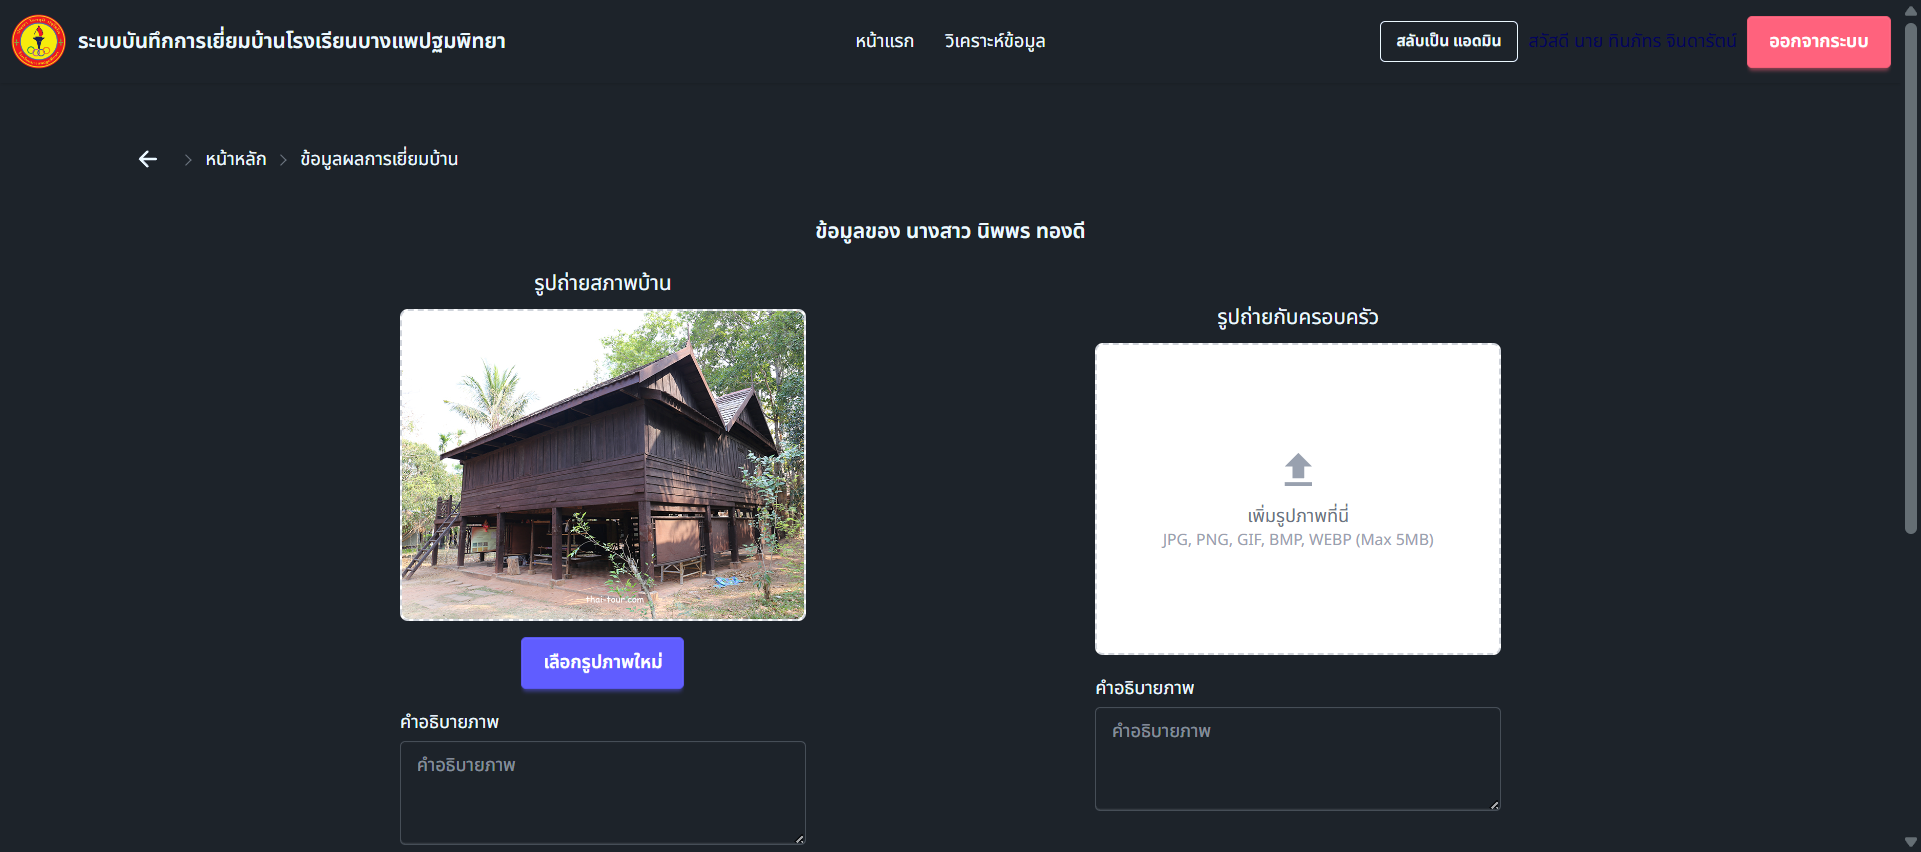 ระบบบันทึกการเยี่ยมบ้านโรงเรียนบางแพปฐมพิทยา
หน้าแรก
วิเคราะห์ข้อมูล
สลับเป็น แอดมิน
สวัสดี นาย ทินภัทร จินดารัตน์
ออกจากระบบ
หน้าหลัก
ข้อมูลผลการเยี่ยมบ้าน
ข้อมูลของ นางสาว นิพพร ทองดี
รูปถ่ายสภาพบ้าน
thai-tour.com
เลือกรูปภาพใหม่
คำอธิบายภาพ
คำอธิบายภาพ
รูปถ่ายกับครอบครัว
เพิ่มรูปภาพที่นี่
JPG, PNG, GIF, BMP, WEBP (Max 5MB)
คำอธิบายภาพ
คำอธิบายภาพ